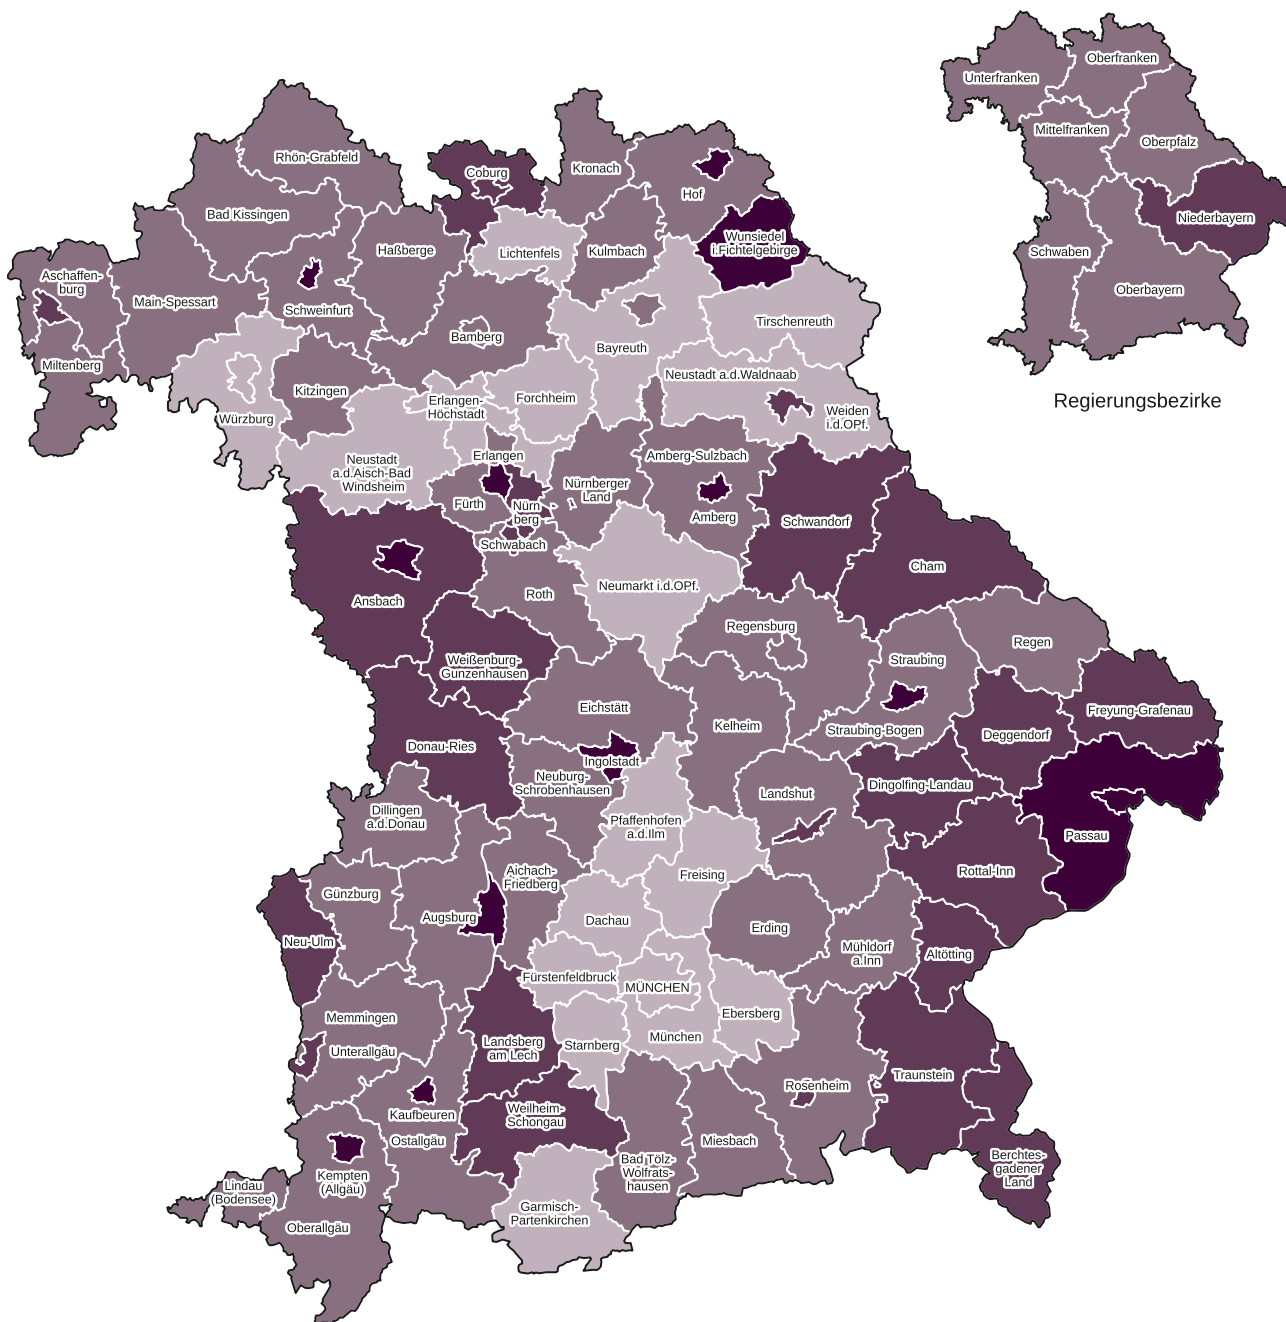 Oberfranken
Unterfranken
Mittelfranken
Oberpfalz
Niederbayern
Schwaben
Oberbayern
Regierungsbezirke
Rhön-Grabfeld
Coburg
Kronach
Hof
Bad Kissingen
Haßberge
Lichtenfels
Kulmbach
Wunsiedel
i.Fichtelgebirge
Aschaffen-
burg
Main-Spessart
Schweinfurt
Bamberg
Tirschenreuth
Bayreuth
Miltenberg
Kitzingen
Neustadt a.d.Waldnaab
Würzburg
Erlangen-
Höchstadt
Forchheim
Weiden
i.d.OPf.
Neustadt
a.d.Aisch-Bad
Windsheim
Erlangen
Amberg-Sulzbach
Nürnberger
Land
Fürth
Nürn
berg
Amberg
Schwandorf
Schwabach
Cham
Neumarkt i.d.OPf.
Ansbach
Roth
Regensburg
Regen
Weißenburg-
Gunzenhausen
Straubing
Eichstätt
Kelheim
Straubing-Bogen
Freyung-Grafenau
Deggendorf
Donau-Ries
Ingolstadt
Neuburg-
Schrobenhausen
Landshut
Dingolfing-Landau
Dillingen
a.d.Donau
Pfaffenhofen
a.d.Ilm
Passau
Aichach-
Friedberg
Freising
Rottal-Inn
Günzburg
Augsburg
Dachau
Erding
Neu-Ulm
Mühldorf
a.Inn
Altötting
Fürstenfeldbruck
MÜNCHEN
Ebersberg
Memmingen
Unterallgäu
Landsberg
am Lech
Starnberg
München
Rosenheim
Traunstein
Kaufbeuren
Ostallgäu
Weilheim-
Schongau
Miesbach
Bad Tölz-
Wolfrats-
hausen
Berchtes-
gadener
Land
Kempten
(Allgäu)
Lindau
(Bodensee)
Oberallgäu
Garmisch-
Partenkirchen